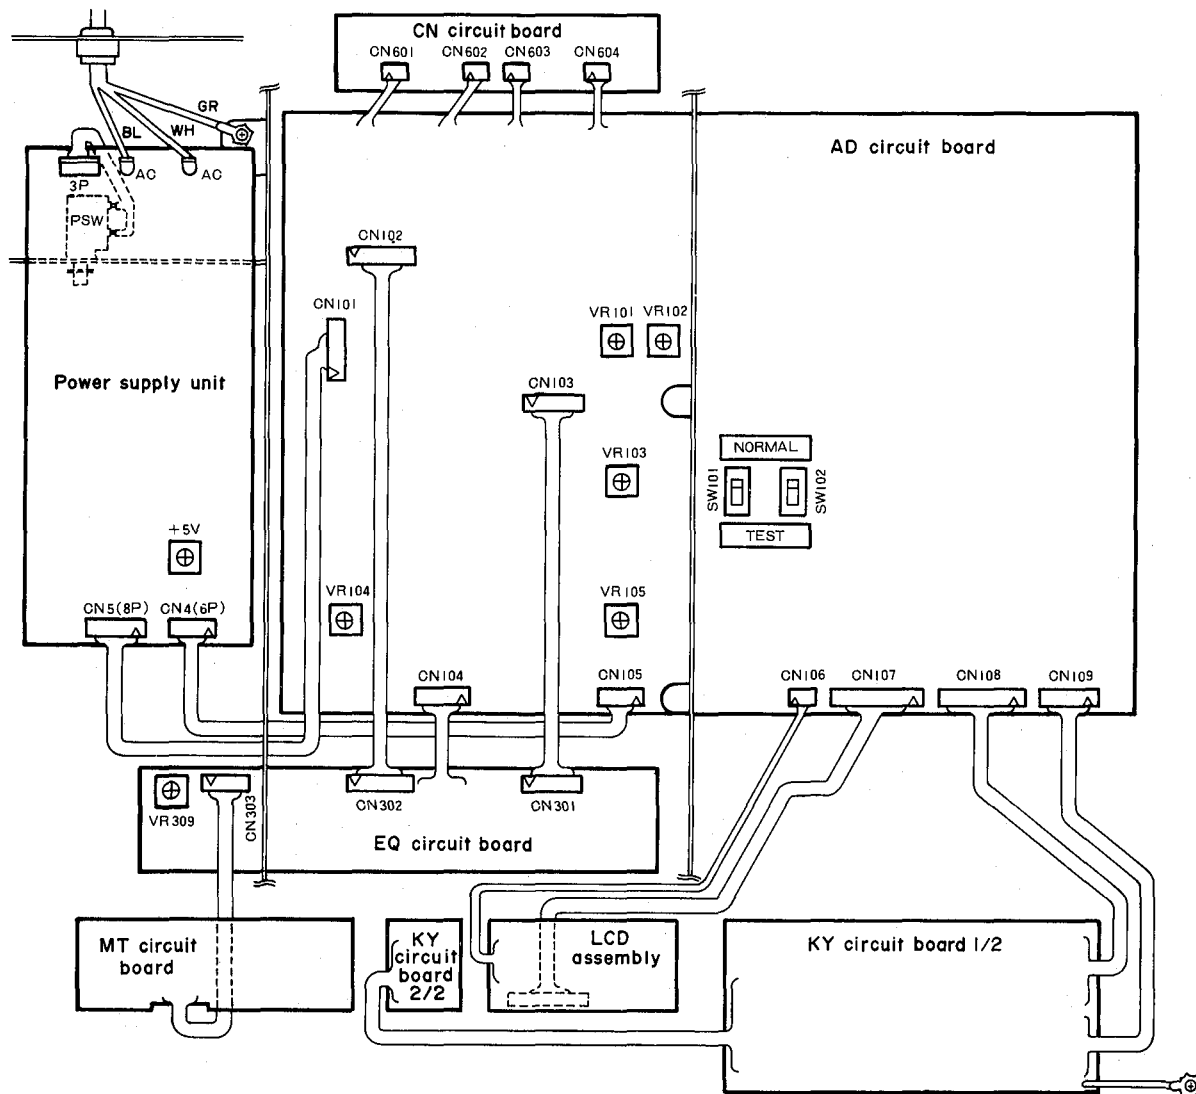 CN circuit board
CN601
CN602
CN603
CN604
GR
BL
WH
AC
AC
3P
PSW
AD circuit board
CN102
CN101
VR101
VR102
Power supply unit
CN103
NORMAL
VR103
SW101
SW102
TEST
+5V
VR104
VR105
CN5(8P)
CN4(6P)
CN104
CN105
CN106
CN107
CN108
CN109
VR309
CN303
CN302
CN301
EQ circuit board
MT circuit
board
KY
circuit
board
2/2
LCD
assembly
KY circuit board 1/2